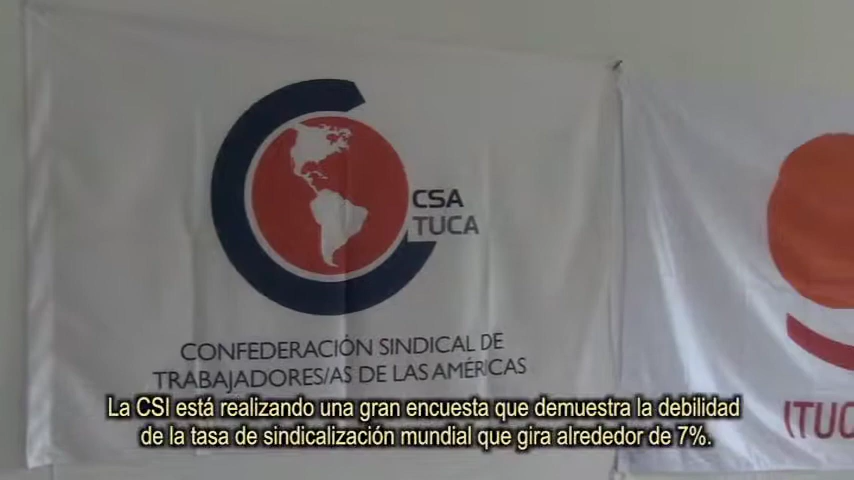 CSA
TUCA
CONFEDERACIÓN SINDICAL DE
TRABAJADORES/AS DE LAS AMÉRICAS
ITUC
La CSI está realizando una gran encuesta que demuestra la debilidad
de la tasa de sindicalización mundial que gira alrededor de 7%.